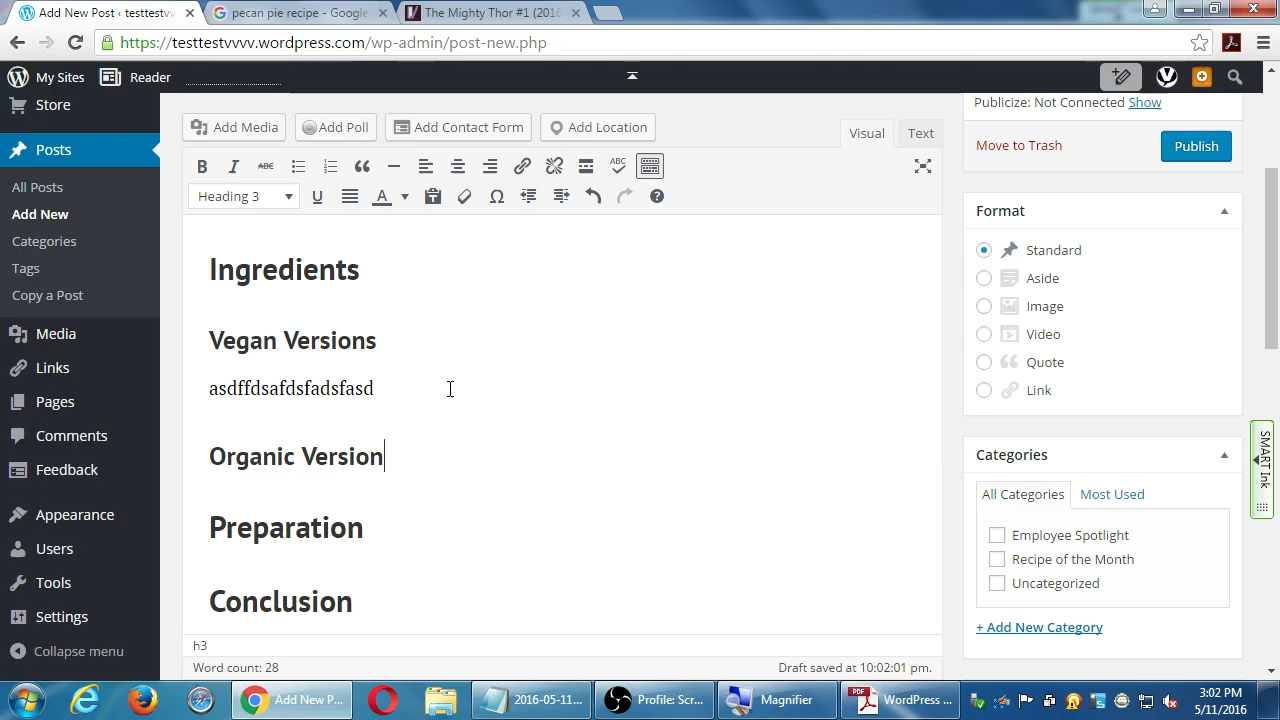 Add New Post ‹ testtestvv
pecan pie recipe - Google
The Mighty Thor #1 (2016
https://testtestvvvv.wordpress.com/wp-admin/post-new.php
My Sites
Reader
Store
Posts
All Posts
Add New
Categories
Tags
Copy a Post
Media
Links
Pages
Comments
Feedback
Appearance
Users
Tools
Settings
Collapse menu
Add Media
Add Poll
Add Contact Form
Add Location
Visual
Text
B I ABC ABC
Heading 3
U A
Ingredients
Vegan Versions
asdffdsafdsfadsfasd
Organic Version
Preparation
Conclusion
h3
Word count: 28
Draft saved at 10:02:01 pm.
Publicize: Not Connected Show
Move to Trash
Publish
Format
Standard
Aside
Image
Video
Quote
Link
Categories
All Categories
Most Used
Employee Spotlight
Recipe of the Month
Uncategorized
+ Add New Category
SMART Ink
Add New P...
2016-05-11...
Profile: Scr...
Magnifier
PDF
WordPress ...
3:02 PM
5/11/2016